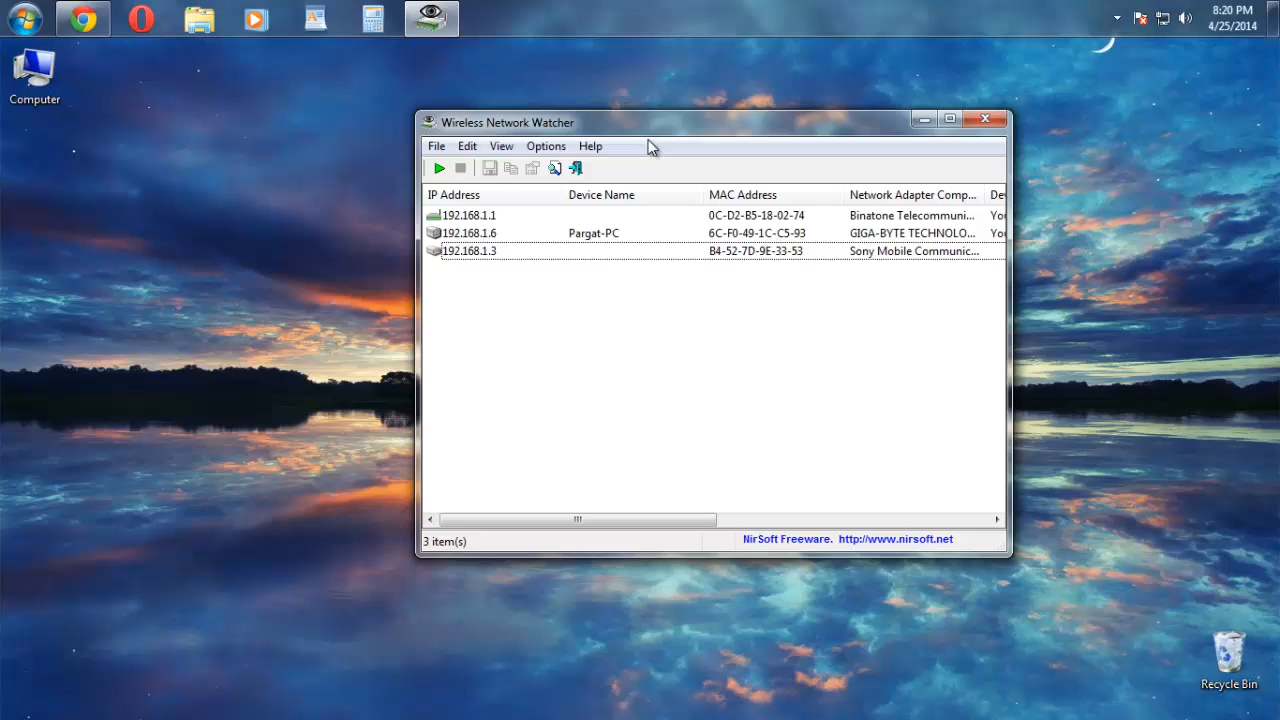 8:20 PM
4/25/2014
Computer
Wireless Network Watcher
File Edit View Options Help
IP Address Device Name MAC Address Network Adapter Comp... De
192.168.1.1 0C-D2-B5-18-02-74 Binatone Telecommuni... You
192.168.1.6 Pargat-PC 6C-F0-49-1C-C5-93 GIGA-BYTE TECHNOLO... You
192.168.1.3 B4-52-7D-9E-33-53 Sony Mobile Communic...
3 item(s) NirSoft Freeware. http://www.nirsoft.net
Recycle Bin